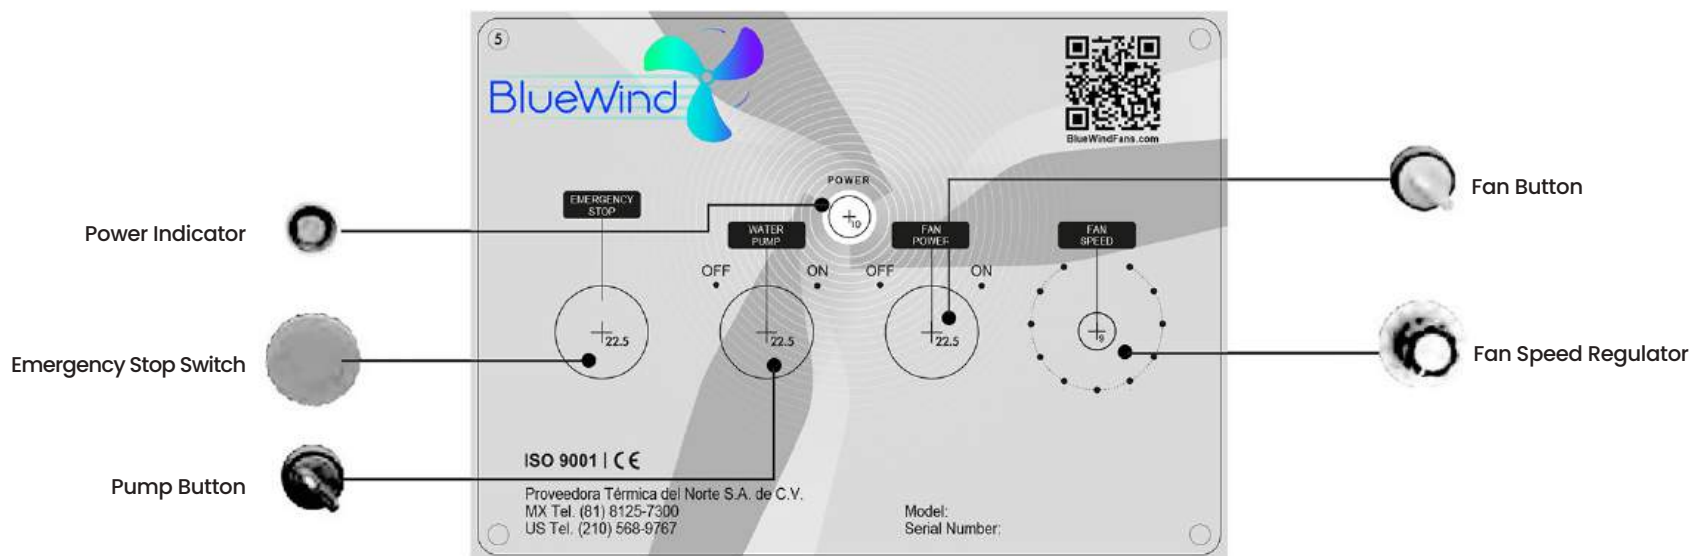 5
BlueWind
BlueWindFans.com
POWER
10
EMERGENCY
STOP
WATER
PUMP
FAN
POWER
FAN
SPEED
OFF
ON
OFF
ON
22.5
22.5
22.5
9
Power Indicator
Emergency Stop Switch
Pump Button
Fan Button
Fan Speed Regulator
ISO 9001 | CE
Proveedora Térmica del Norte S.A. de C.V.
MX Tel. (81) 8125-7300
US Tel. (210) 568-9767
Model:
Serial Number: